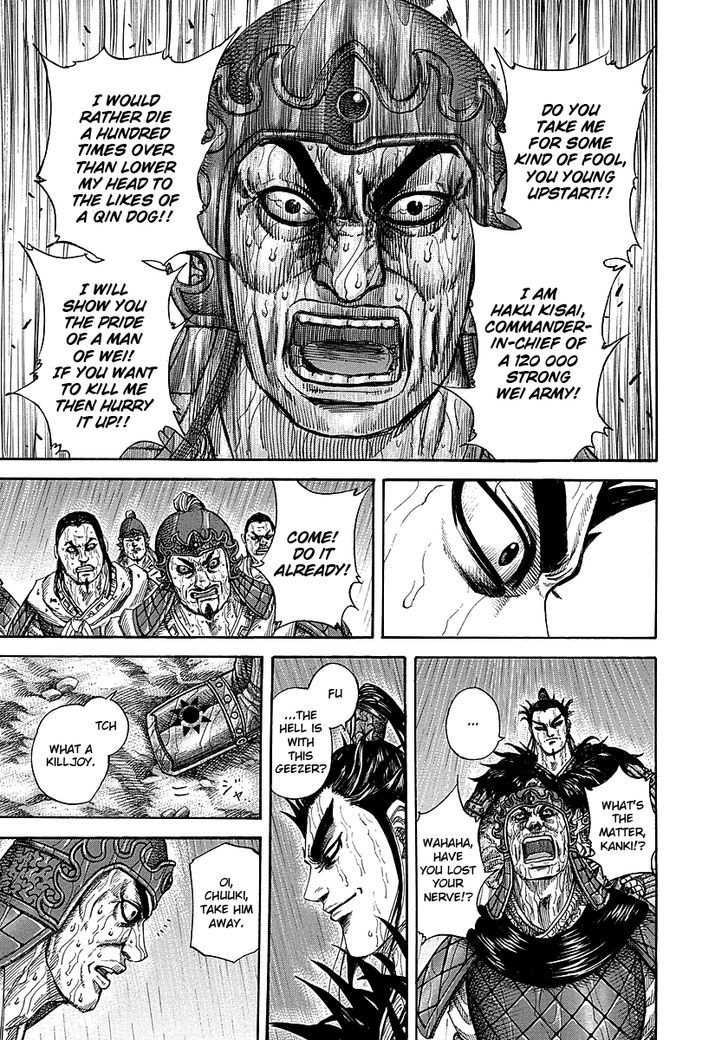 DO YOU
TAKE ME
FOR SOME
KIND OF FOOL,
YOU YOUNG
UPSTART!!
I AM
HAKU KISAI,
COMMANDER-
IN-CHIEF OF
A 120 000
STRONG
WEI ARMY!
I WOULD
RATHER DIE
A HUNDRED
TIMES OVER
THAN LOWER
MY HEAD TO
THE LIKES OF
A QIN DOG!!
I WILL
SHOW YOU
THE PRIDE
OF A MAN
OF WEI!
IF YOU WANT
TO KILL ME
THEN HURRY
IT UP!!
COME!
DO IT
ALREADY!
...
WHAT'S
THE
MATTER,
KANKI!?
WAHAHA,
HAVE
YOU LOST
YOUR
NERVE!?
FU
...THE
HELL IS
WITH
THIS
GEEZER?
TCH
WHAT A
KILLJOY.
ジャ
OI,
CHUUKI,
TAKE HIM
AWAY.